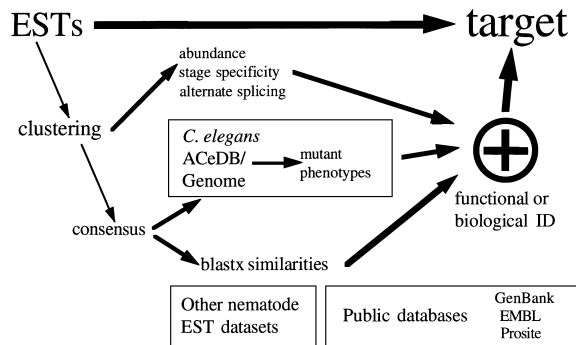 ESTs
target
abundance
stage specificity
alternate splicing
clustering
C. elegans
ACeDB/
Genome
mutant
phenotypes
functional or
biological ID
consensus
blastx similarities
Other nematode
EST datasets
Public databases
GenBank
EMBL
Prosite